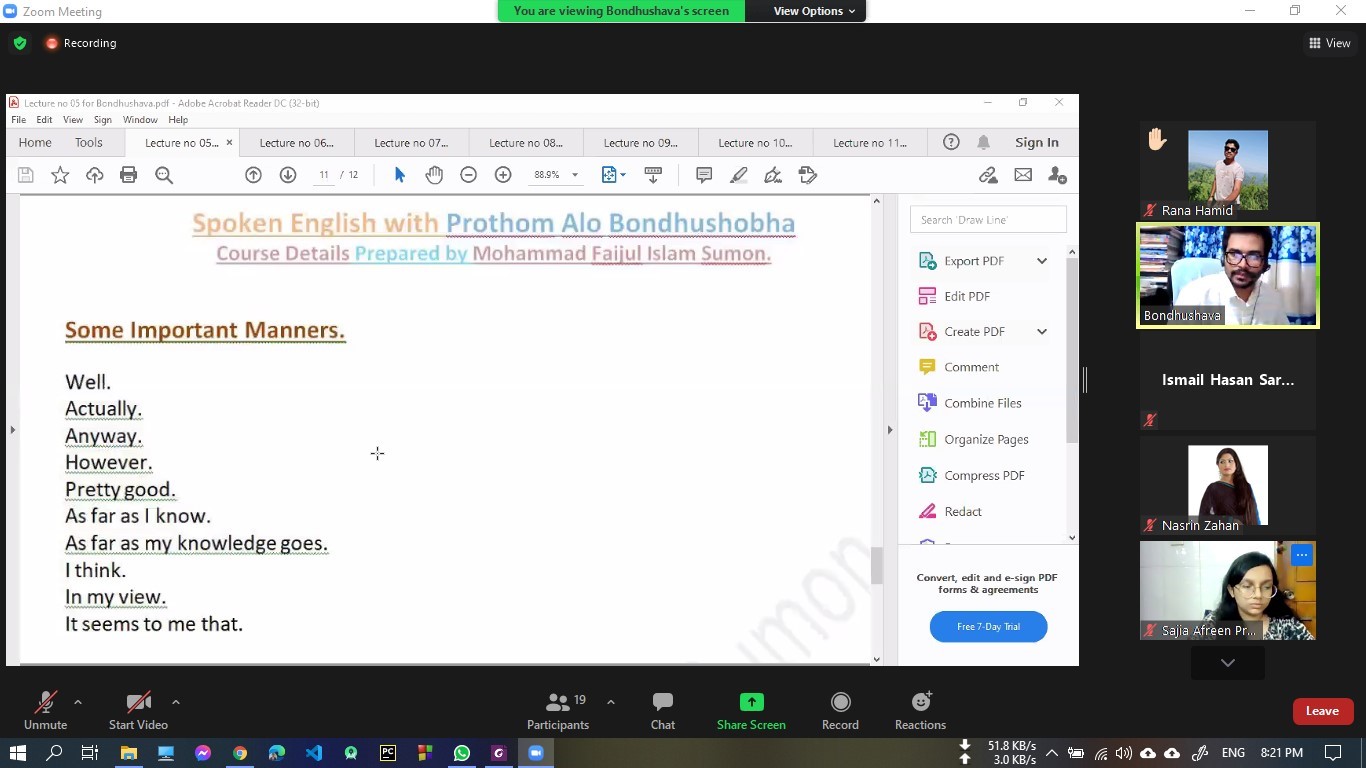 Zoom Meeting
You are viewing Bondhushava's screen
View Options
Recording
View
Lecture no 05 for Bondhushava.pdf - Adobe Acrobat Reader DC (32-bit)
File Edit View Sign Window Help
Home Tools Lecture no 05... × Lecture no 06... Lecture no 07... Lecture no 08... Lecture no 09... Lecture no 10... Lecture no 11... Sign In
11 / 12 88.9%
Spoken English with Prothom Alo Bondhushobha
Course Details Prepared by Mohammad Faijul Islam Sumon.
Some Important Manners.
Well.
Actually.
Anyway.
However.
Pretty good.
As far as I know.
As far as my knowledge goes.
I think.
In my view.
It seems to me that.
umon
Search 'Draw Line'
Export PDF
Edit PDF
Create PDF
Comment
Combine Files
Organize Pages
Compress PDF
Redact
Convert, edit and e-sign PDF
forms & agreements
Free 7-Day Trial
Rana Hamid
Bondhushava
Ismail Hasan Sar...
Nasrin Zahan
Sajia Afreen Pr...
Unmute
Start Video
19
Participants
Chat
Share Screen
Record
Reactions
Leave
PC
51.8 KB/s
3.0 KB/s
ENG
8:21 PM